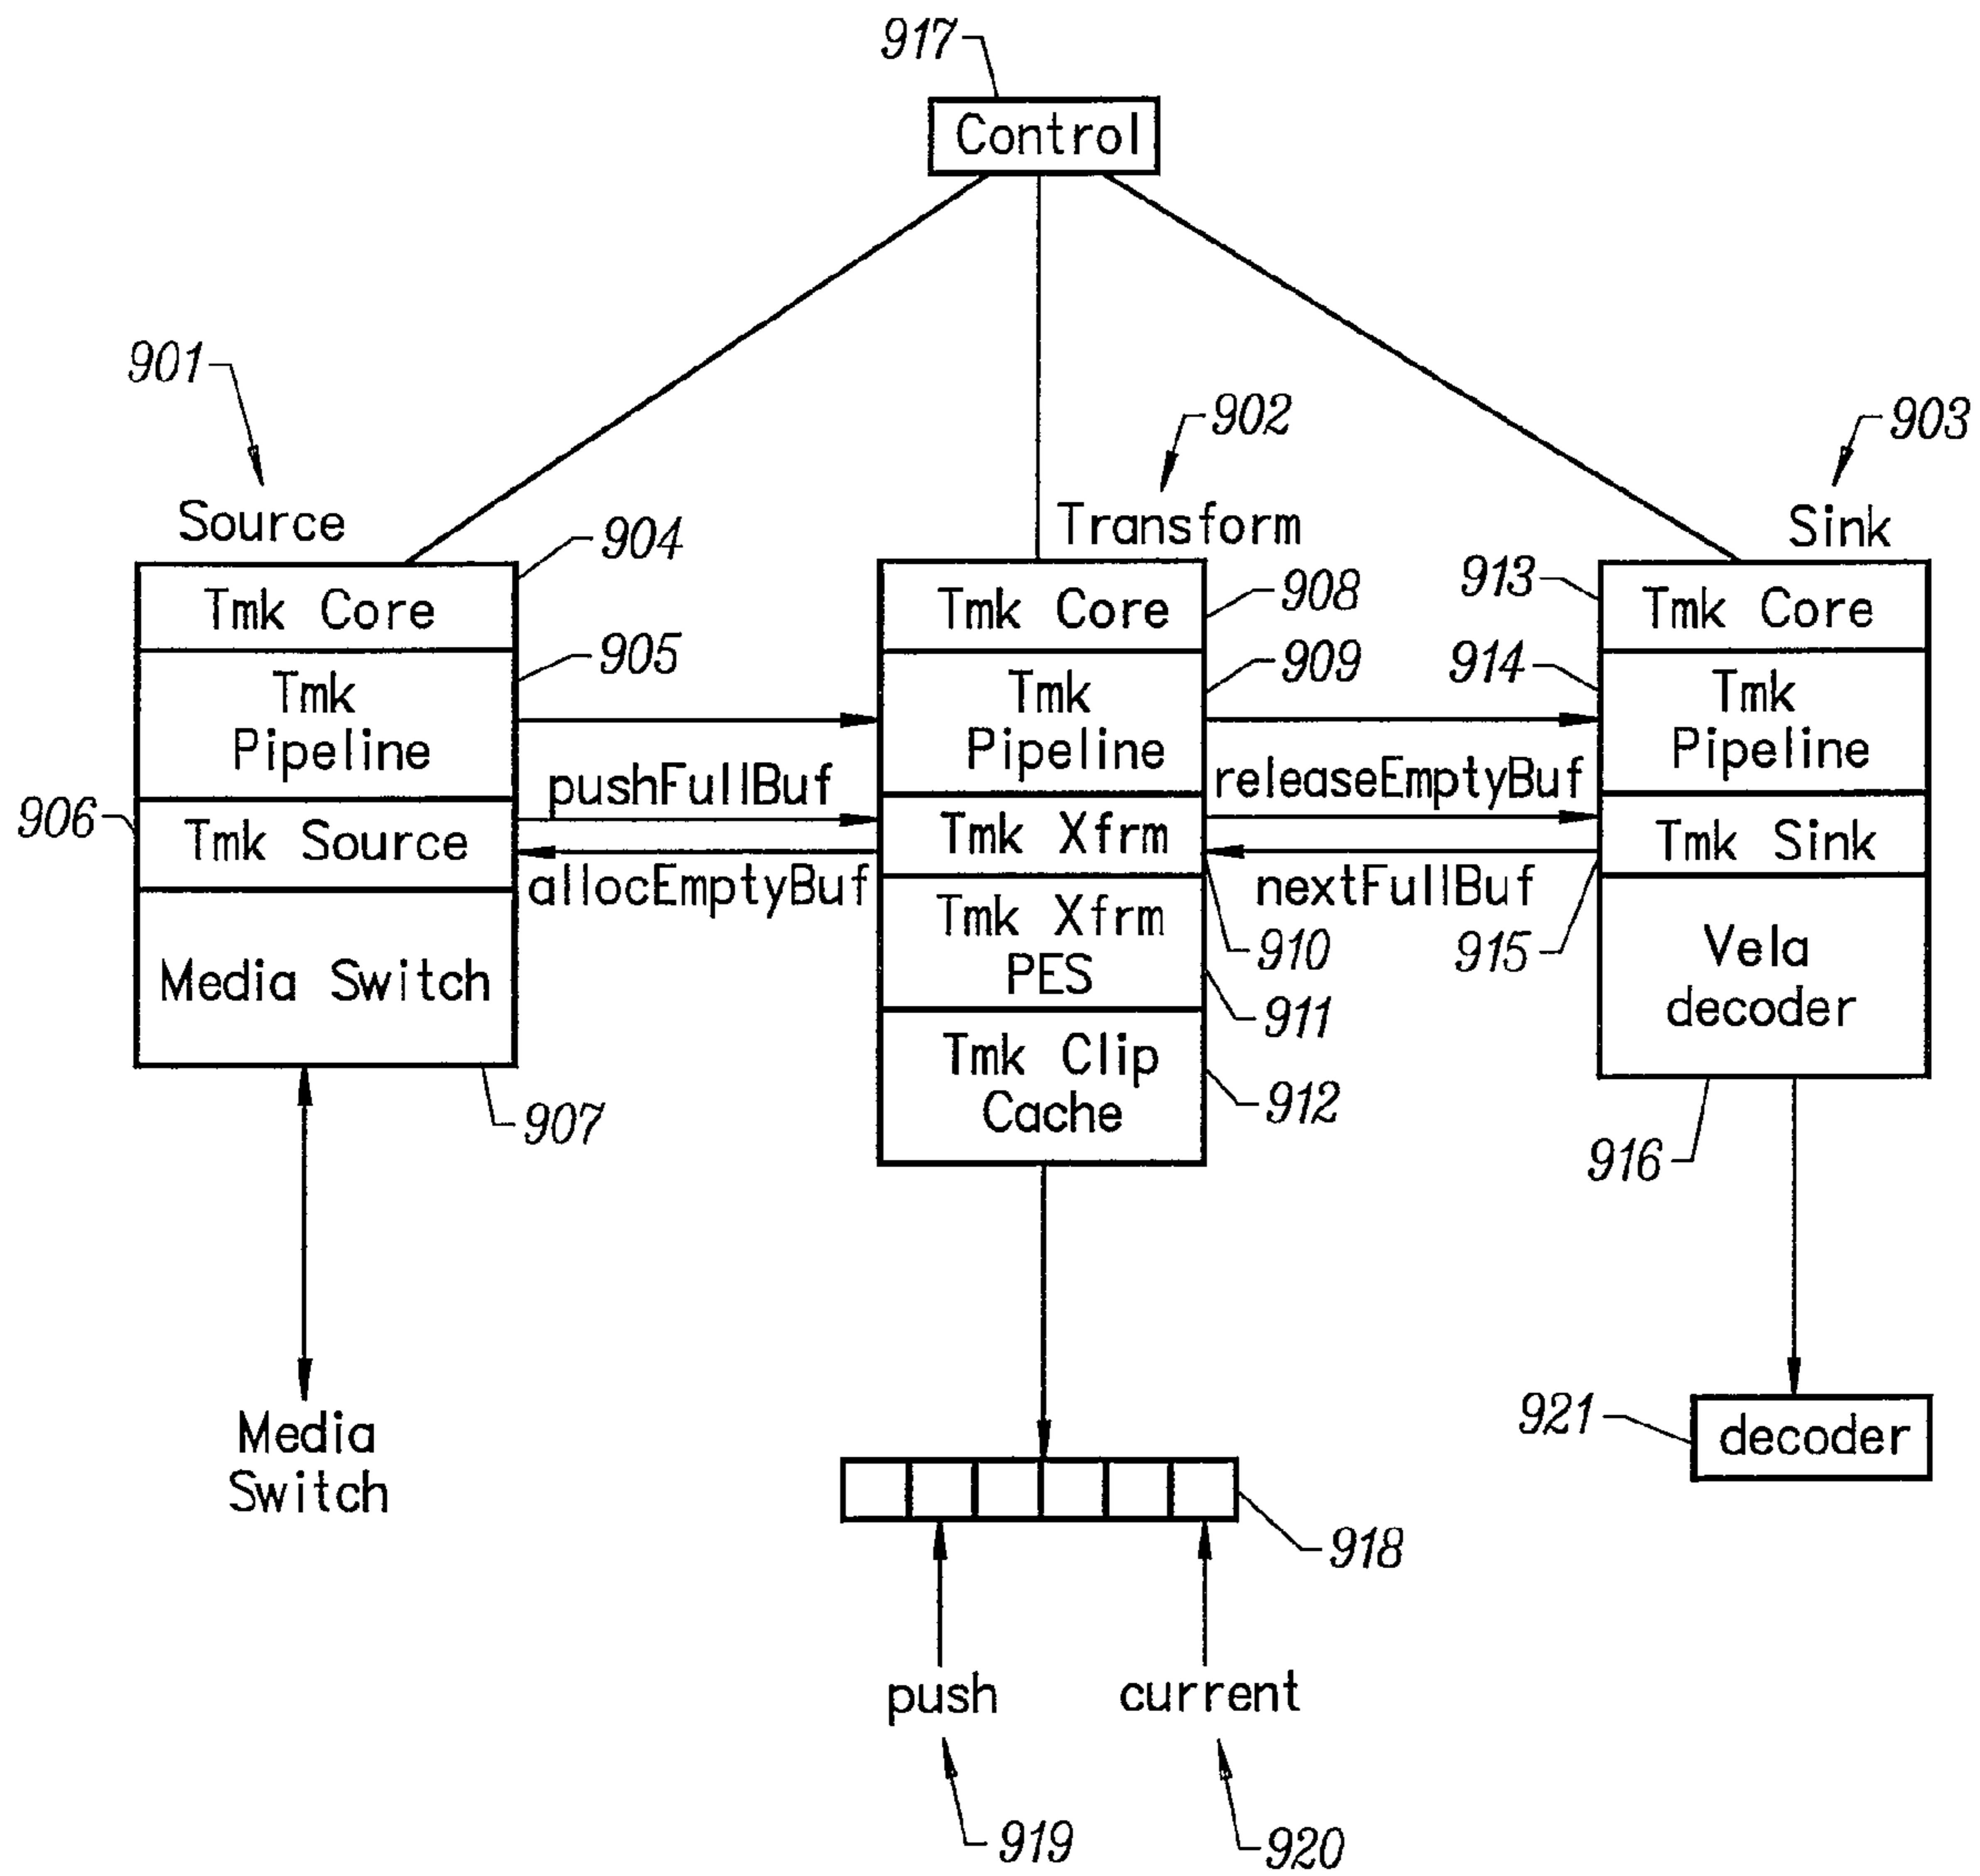 917
Control
901
902
903
Source
Transform
Sink
904
908
913
Tmk Core
Tmk Core
Tmk Core
905
909
914
Tmk
Pipeline
Tmk
Pipeline
Tmk
Pipeline
pushFullBuf
releaseEmptyBuf
906
Tmk Source
Tmk Xfrm
Tmk Sink
allocEmptyBuf
nextFullBuf
910
915
Media Switch
Tmk Xfrm
PES
911
Vela
decoder
907
Tmk Clip
Cache
912
916
Media
Switch
921
decoder
918
push
current
919
920